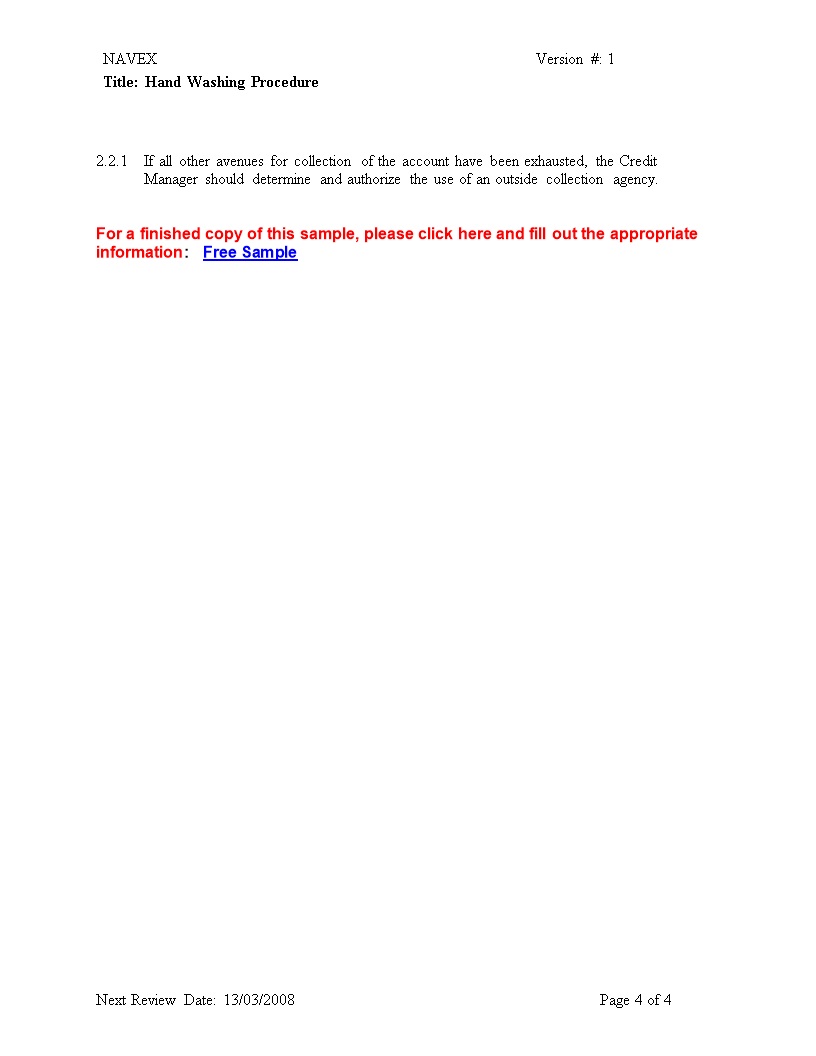 NAVEX Version #: 1
Title: Hand Washing Procedure
2.2.1 If all other avenues for collection of the account have been exhausted, the Credit
Manager should determine and authorize the use of an outside collection agency.
For a finished copy of this sample, please click here and fill out the appropriate
information: Free Sample
Next Review Date: 13/03/2008 Page 4 of 4